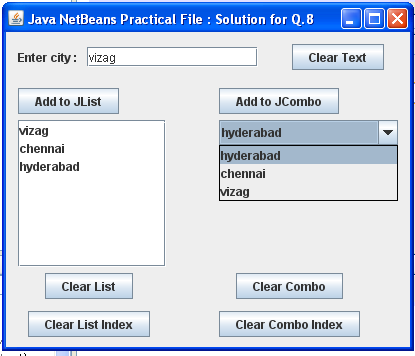 Java NetBeans Practical File : Solution for Q.8
Enter city : vizag Clear Text
Add to JList Add to JCombo
vizag
chennai
hyderabad
hyderabad
hyderabad
chennai
vizag
Clear List Clear Combo
Clear List Index Clear Combo Index